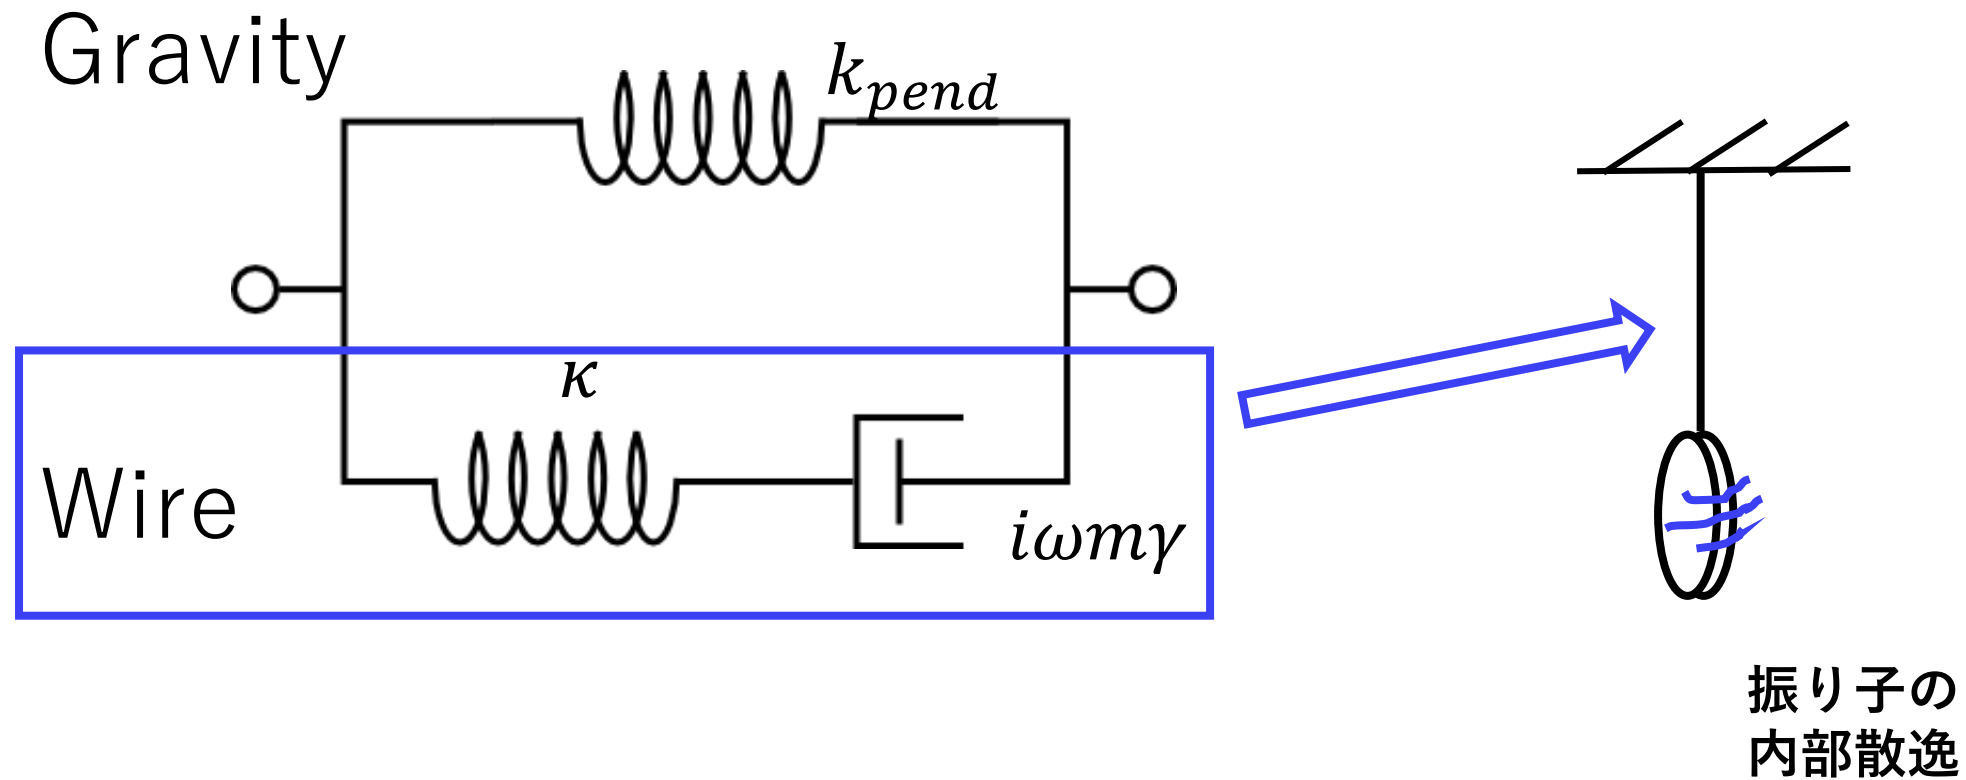 Gravity
k_pend
κ
Wire
iωmγ
振り子の
内部散逸